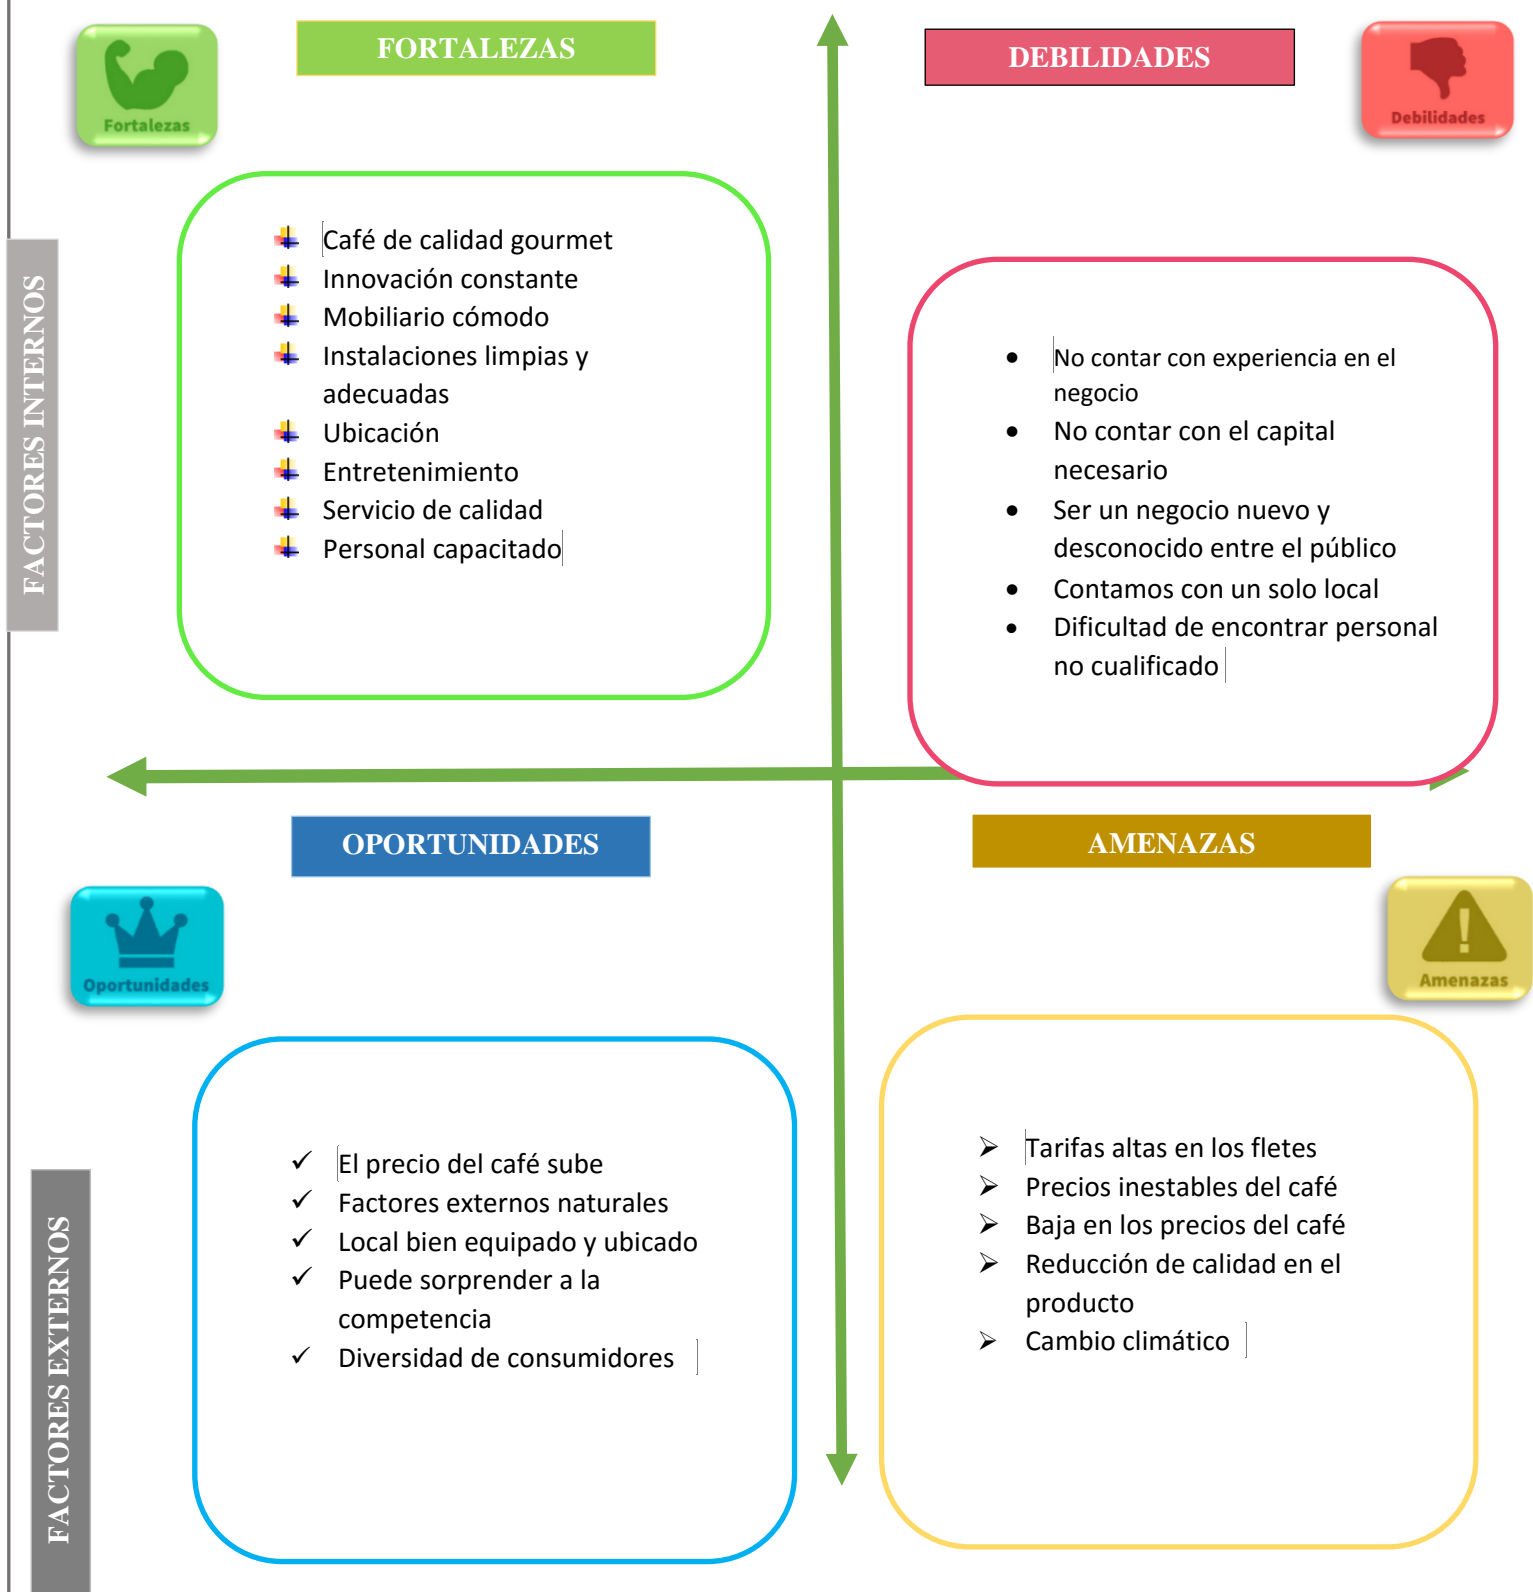 FORTALEZAS
Fortalezas
DEBILIDADES
Debilidades
FACTORES INTERNOS
Café de calidad gourmet
Innovación constante
Mobiliario cómodo
Instalaciones limpias y
adecuadas
Ubicación
Entretenimiento
Servicio de calidad
Personal capacitado
No contar con experiencia en el
negocio
No contar con el capital
necesario
Ser un negocio nuevo y
desconocido entre el público
Contamos con un solo local
Dificultad de encontrar personal
no cualificado
OPORTUNIDADES
Oportunidades
AMENAZAS
Amenazas
FACTORES EXTERNOS
El precio del café sube
Factores externos naturales
Local bien equipado y ubicado
Puede sorprender a la
competencia
Diversidad de consumidores
Tarifas altas en los fletes
Precios inestables del café
Baja en los precios del café
Reducción de calidad en el
producto
Cambio climático